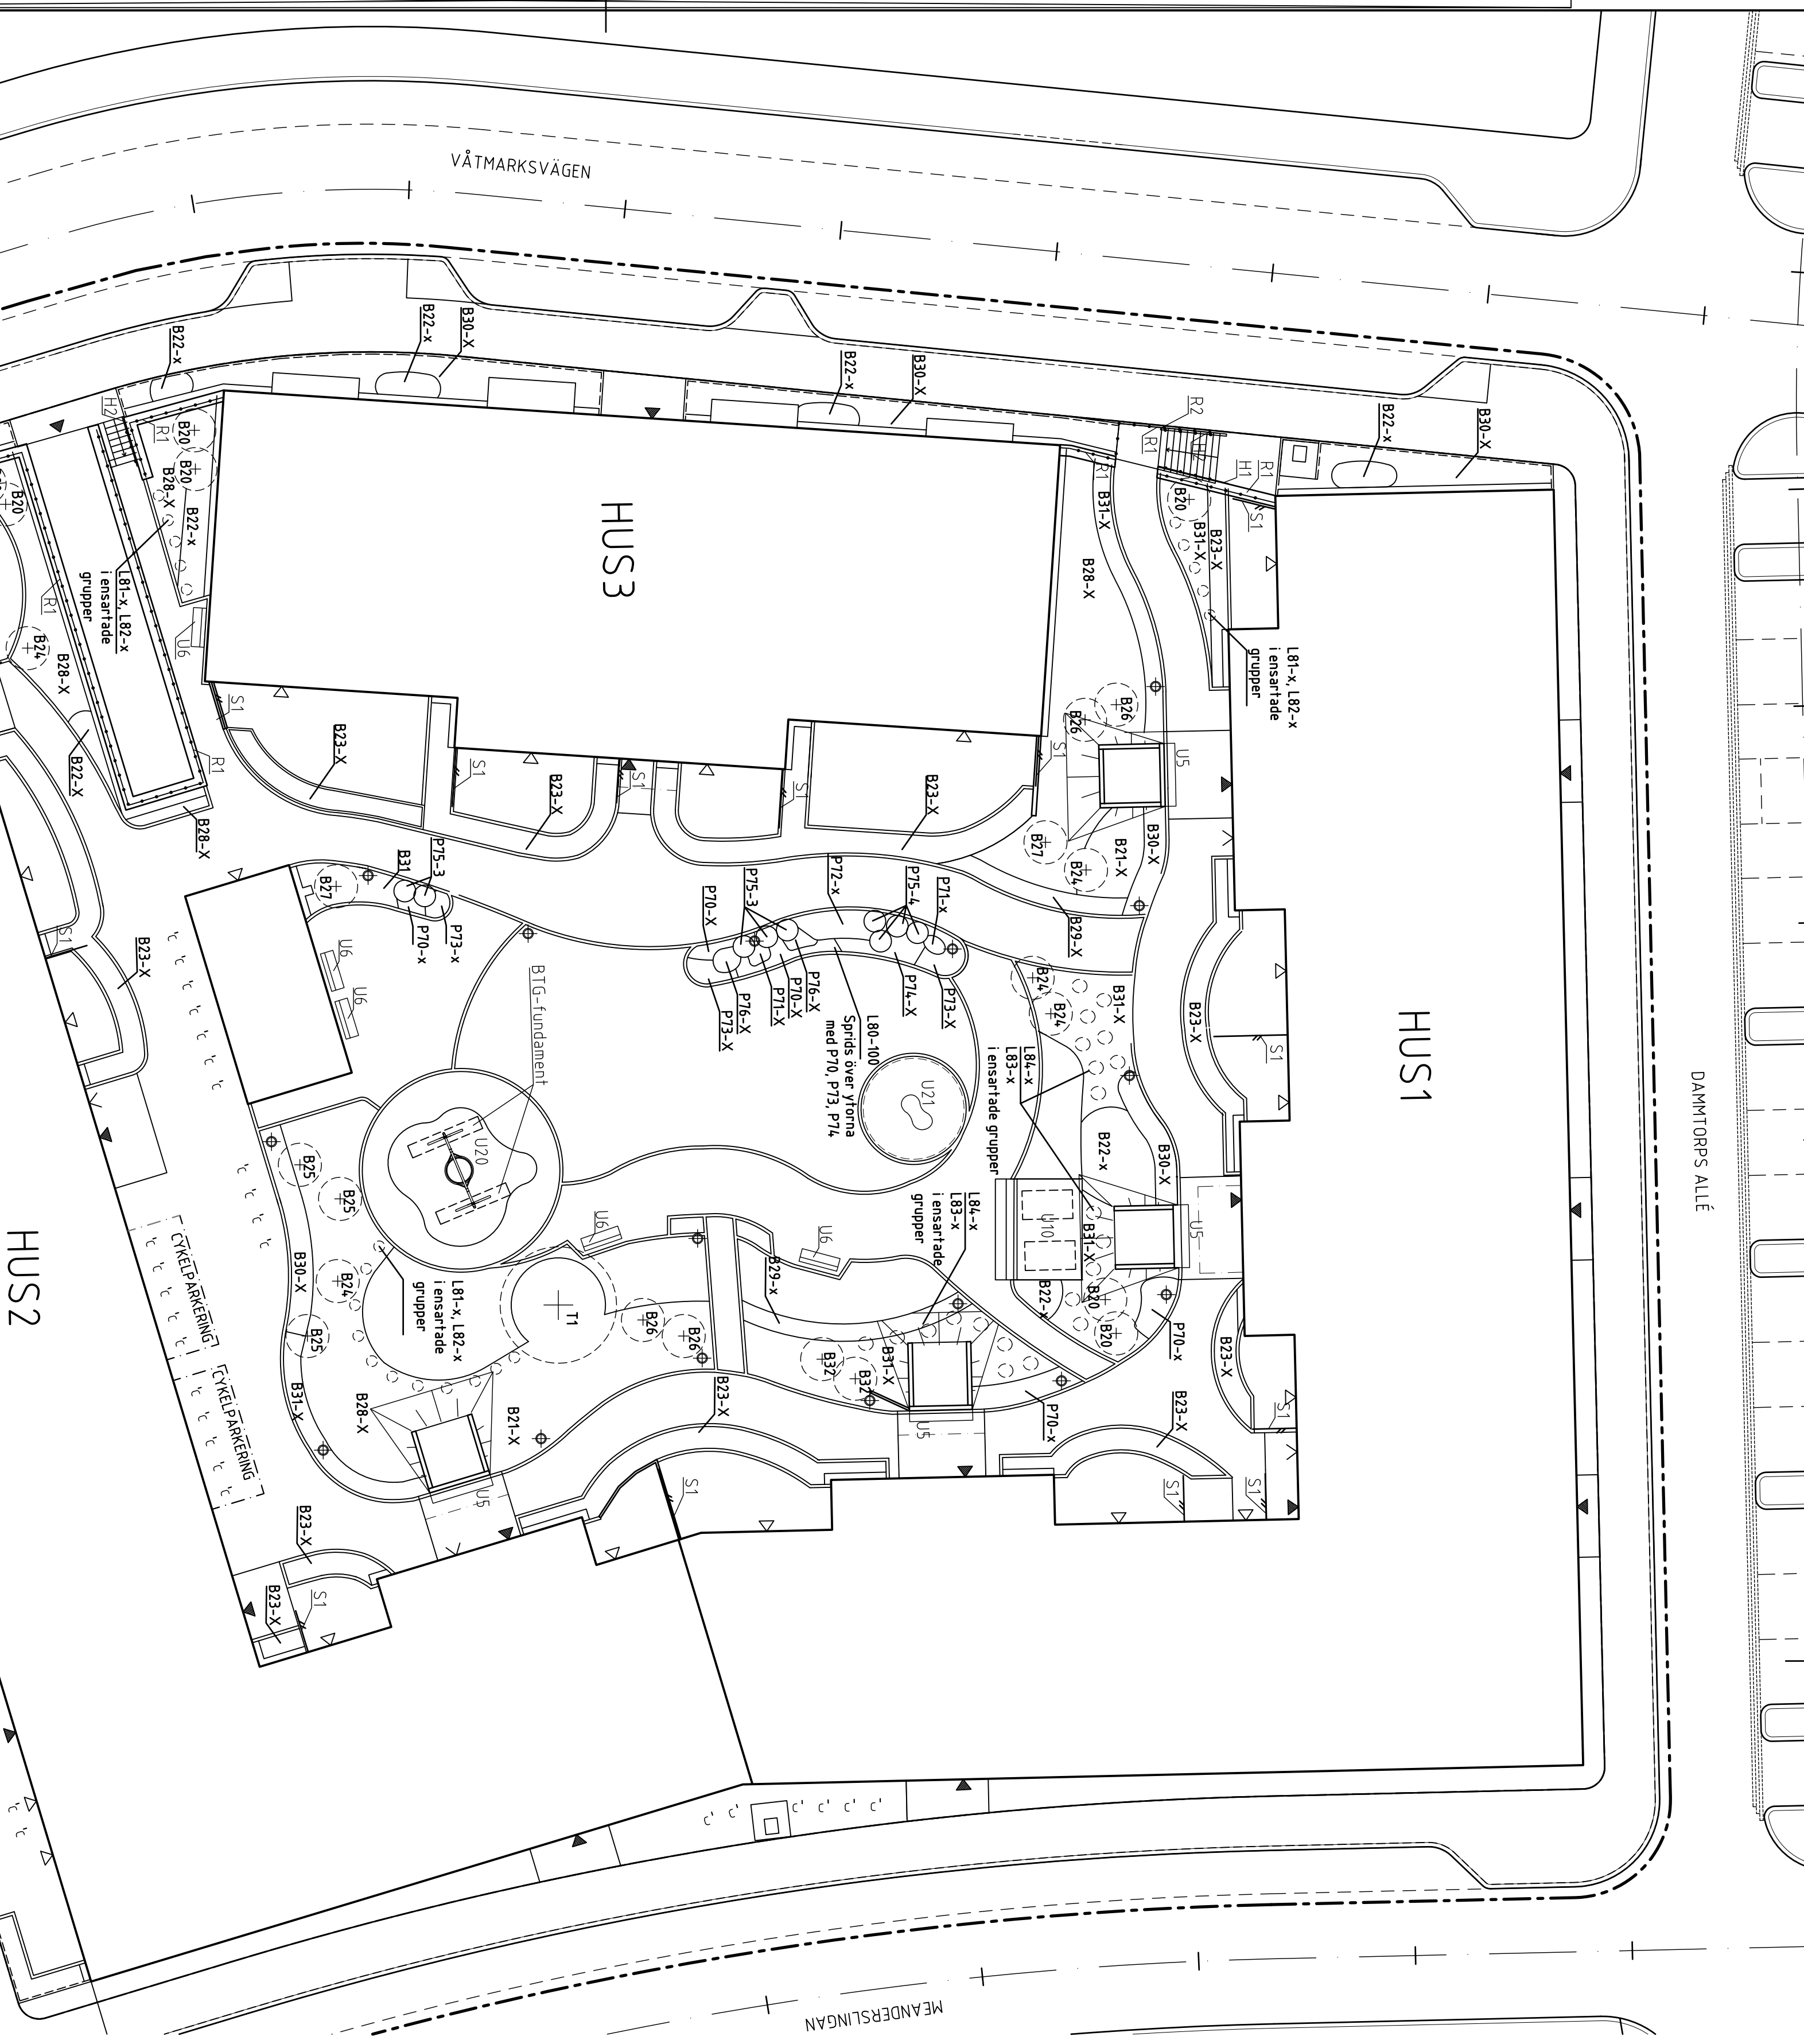 VÅTMARKSVÄGEN
B22-x
B22-x
B30-X
B22-x
B30-X
B22-x
B30-X
R2
R1
H2
R1
H1
R1
S1
H2
R1
B20
B20
B28-X
B22-x
B20
R1
B31-X
B20
B31-X
B23-X
HUS3
B28-X
L81-x, L82-x
i ensartade
grupper
R1
U6
B24
B28-X
L81-x, L82-x
i ensartade
grupper
S1
B26
B26
B22-X
R1
B23-X
S1
B23-X
S1
S1
B23-X
S1
U5
B28-X
P75-3
B31
B27
B27
B24
B21-X
B30-X
P70-x
P73-x
P70-X
P75-3
P72-x
P75-4
P71-x
B29-X
S1
B23-X
U6
U6
BTG-fundament
P73-X
P76-X
P71-X
P70-X
P76-X
P74-X
P73-X
L80-100
Sprids över ytorna
med P70, P73, P74
B24
B24
B31-X
B23-X
S1
HUS1
DAMMTORPS ALLÉ
U20
U21
L84-x
L83-x
i ensartade grupper
B22-x
B30-X
B25
B25
U6
U6
L84-x
L83-x
i ensartade
grupper
U10
B31-X
U5
HUS2
CYKELPARKERING
B30-X
B24
B25
L81-x, L82-x
i ensartade
grupper
T1
B26
B26
B29-x
B22-x
B20
B20
P70-x
B23-X
CYKELPARKERING
B31-X
B28-X
B21-X
B32
B32
B31-X
B23-X
U5
P70-x
B23-X
S1
U5
S1
S1
S1
B23-X
B23-X
S1
MEANDERSLINGAN